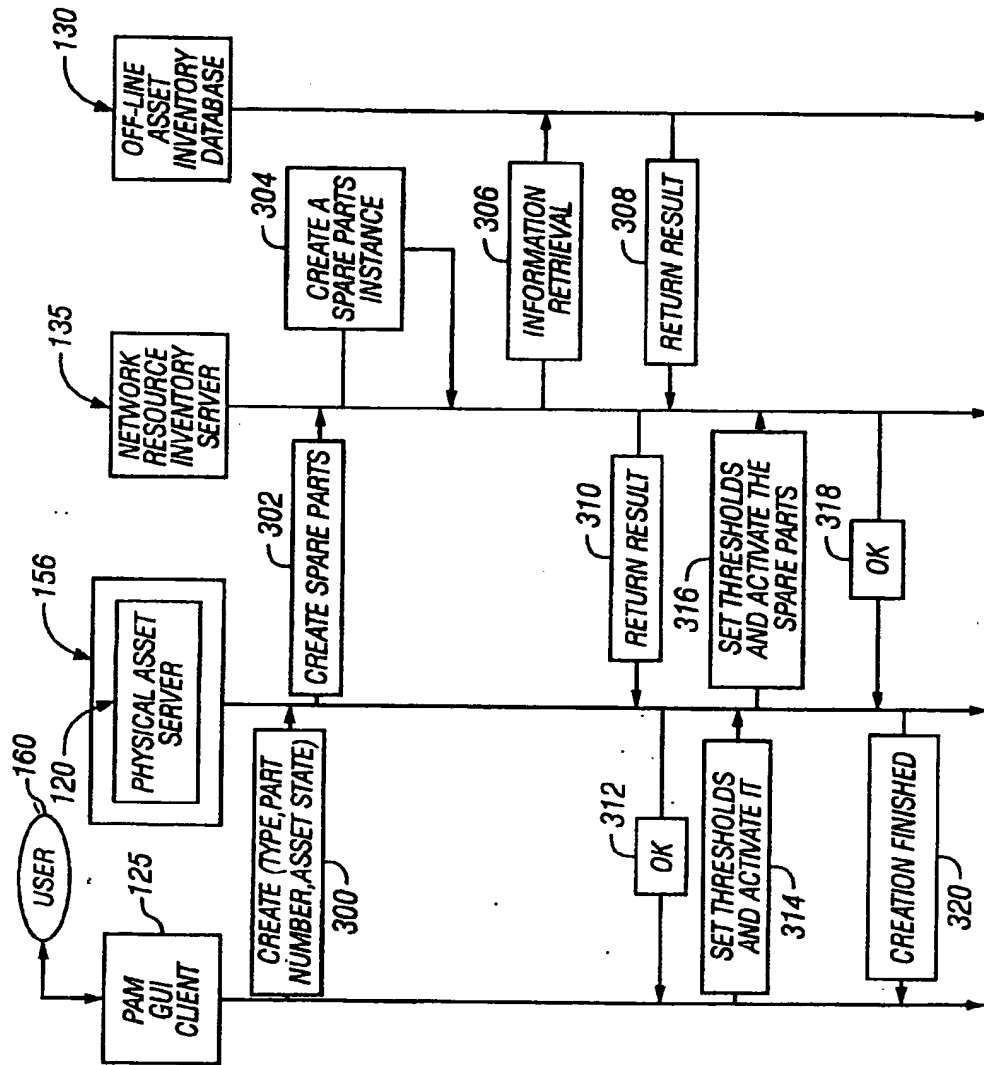 USER
160
PAM
GUI
CLIENT
125
PHYSICAL ASSET
SERVER
120
156
NETWORK
RESOURCE
INVENTORY
SERVER
135
OFF-LINE
ASSET
INVENTORY
DATABASE
130
CREATE (TYPE,PART
NUMBER,ASSET STATE)
300
CREATE SPARE PARTS
302
CREATE A
SPARE PARTS
INSTANCE
304
INFORMATION
RETRIEVAL
306
RETURN RESULT
308
RETURN RESULT
310
OK
312
SET THRESHOLDS
AND ACTIVATE IT
314
SET THRESHOLDS
AND ACTIVATE THE
SPARE PARTS
316
OK
318
CREATION FINISHED
320